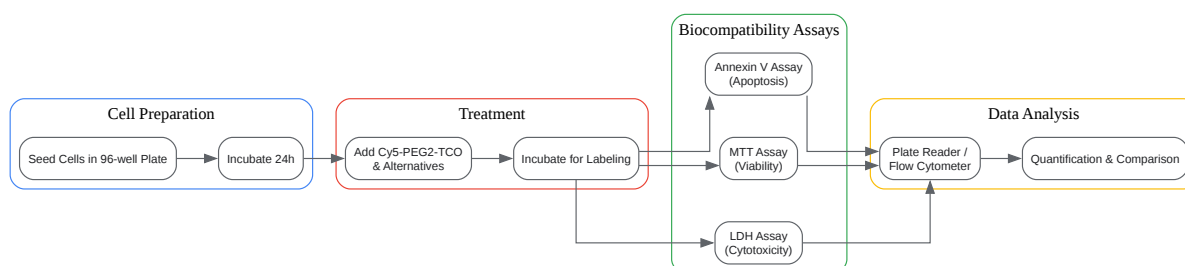 Cell Preparation
Seed Cells in 96-well Plate
Incubate 24h
Treatment
Add Cy5-PEG2-TCO
& Alternatives
Incubate for Labeling
Biocompatibility Assays
Annexin V Assay
(Apoptosis)
MTT Assay
(Viability)
LDH Assay
(Cytotoxicity)
Data Analysis
Plate Reader /
Flow Cytometer
Quantification & Comparison